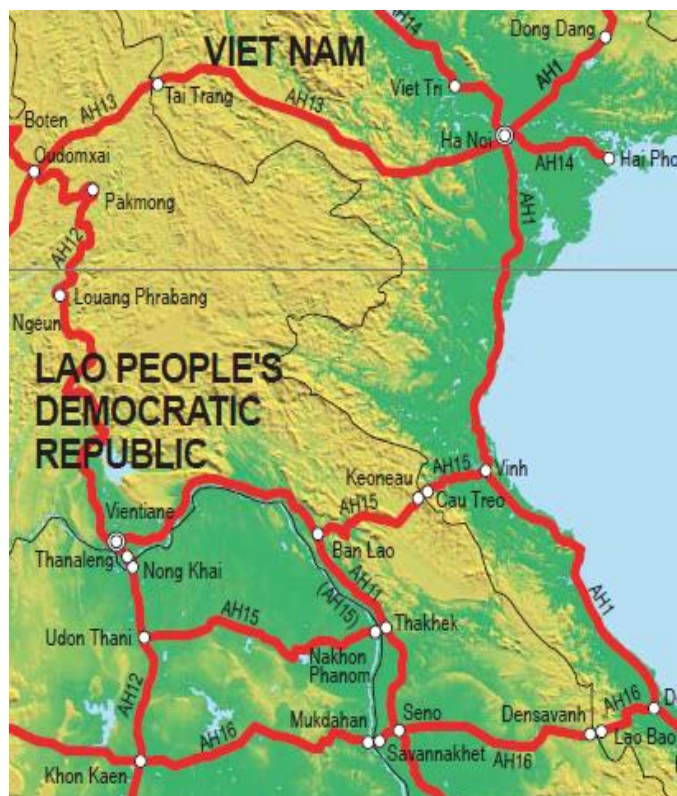 AH14
Dong Dang
VIET NAM
Viet Tri
AH1
Tai Trang
AH13
AH13
Boten
Ha Noi
Oudomxai
AH14
Hai Pho
Pakmong
AH1
AH12
Louang Phrabang
Ngeun
LAO PEOPLE'S
DEMOCRATIC
REPUBLIC
Keoneau
AH15
Vinh
AH15
Cau Treo
Vientiane
Ban Lao
Thanaleng
Nong Khai
AH11
(AH15)
AH1
AH15
Thakhek
Udon Thani
Nakhon
Phanom
AH12
AH16
D
Mukdahan
Seno
Densavanh
AH16
Savannakhet
Lao Bao
Khon Kaen
AH16